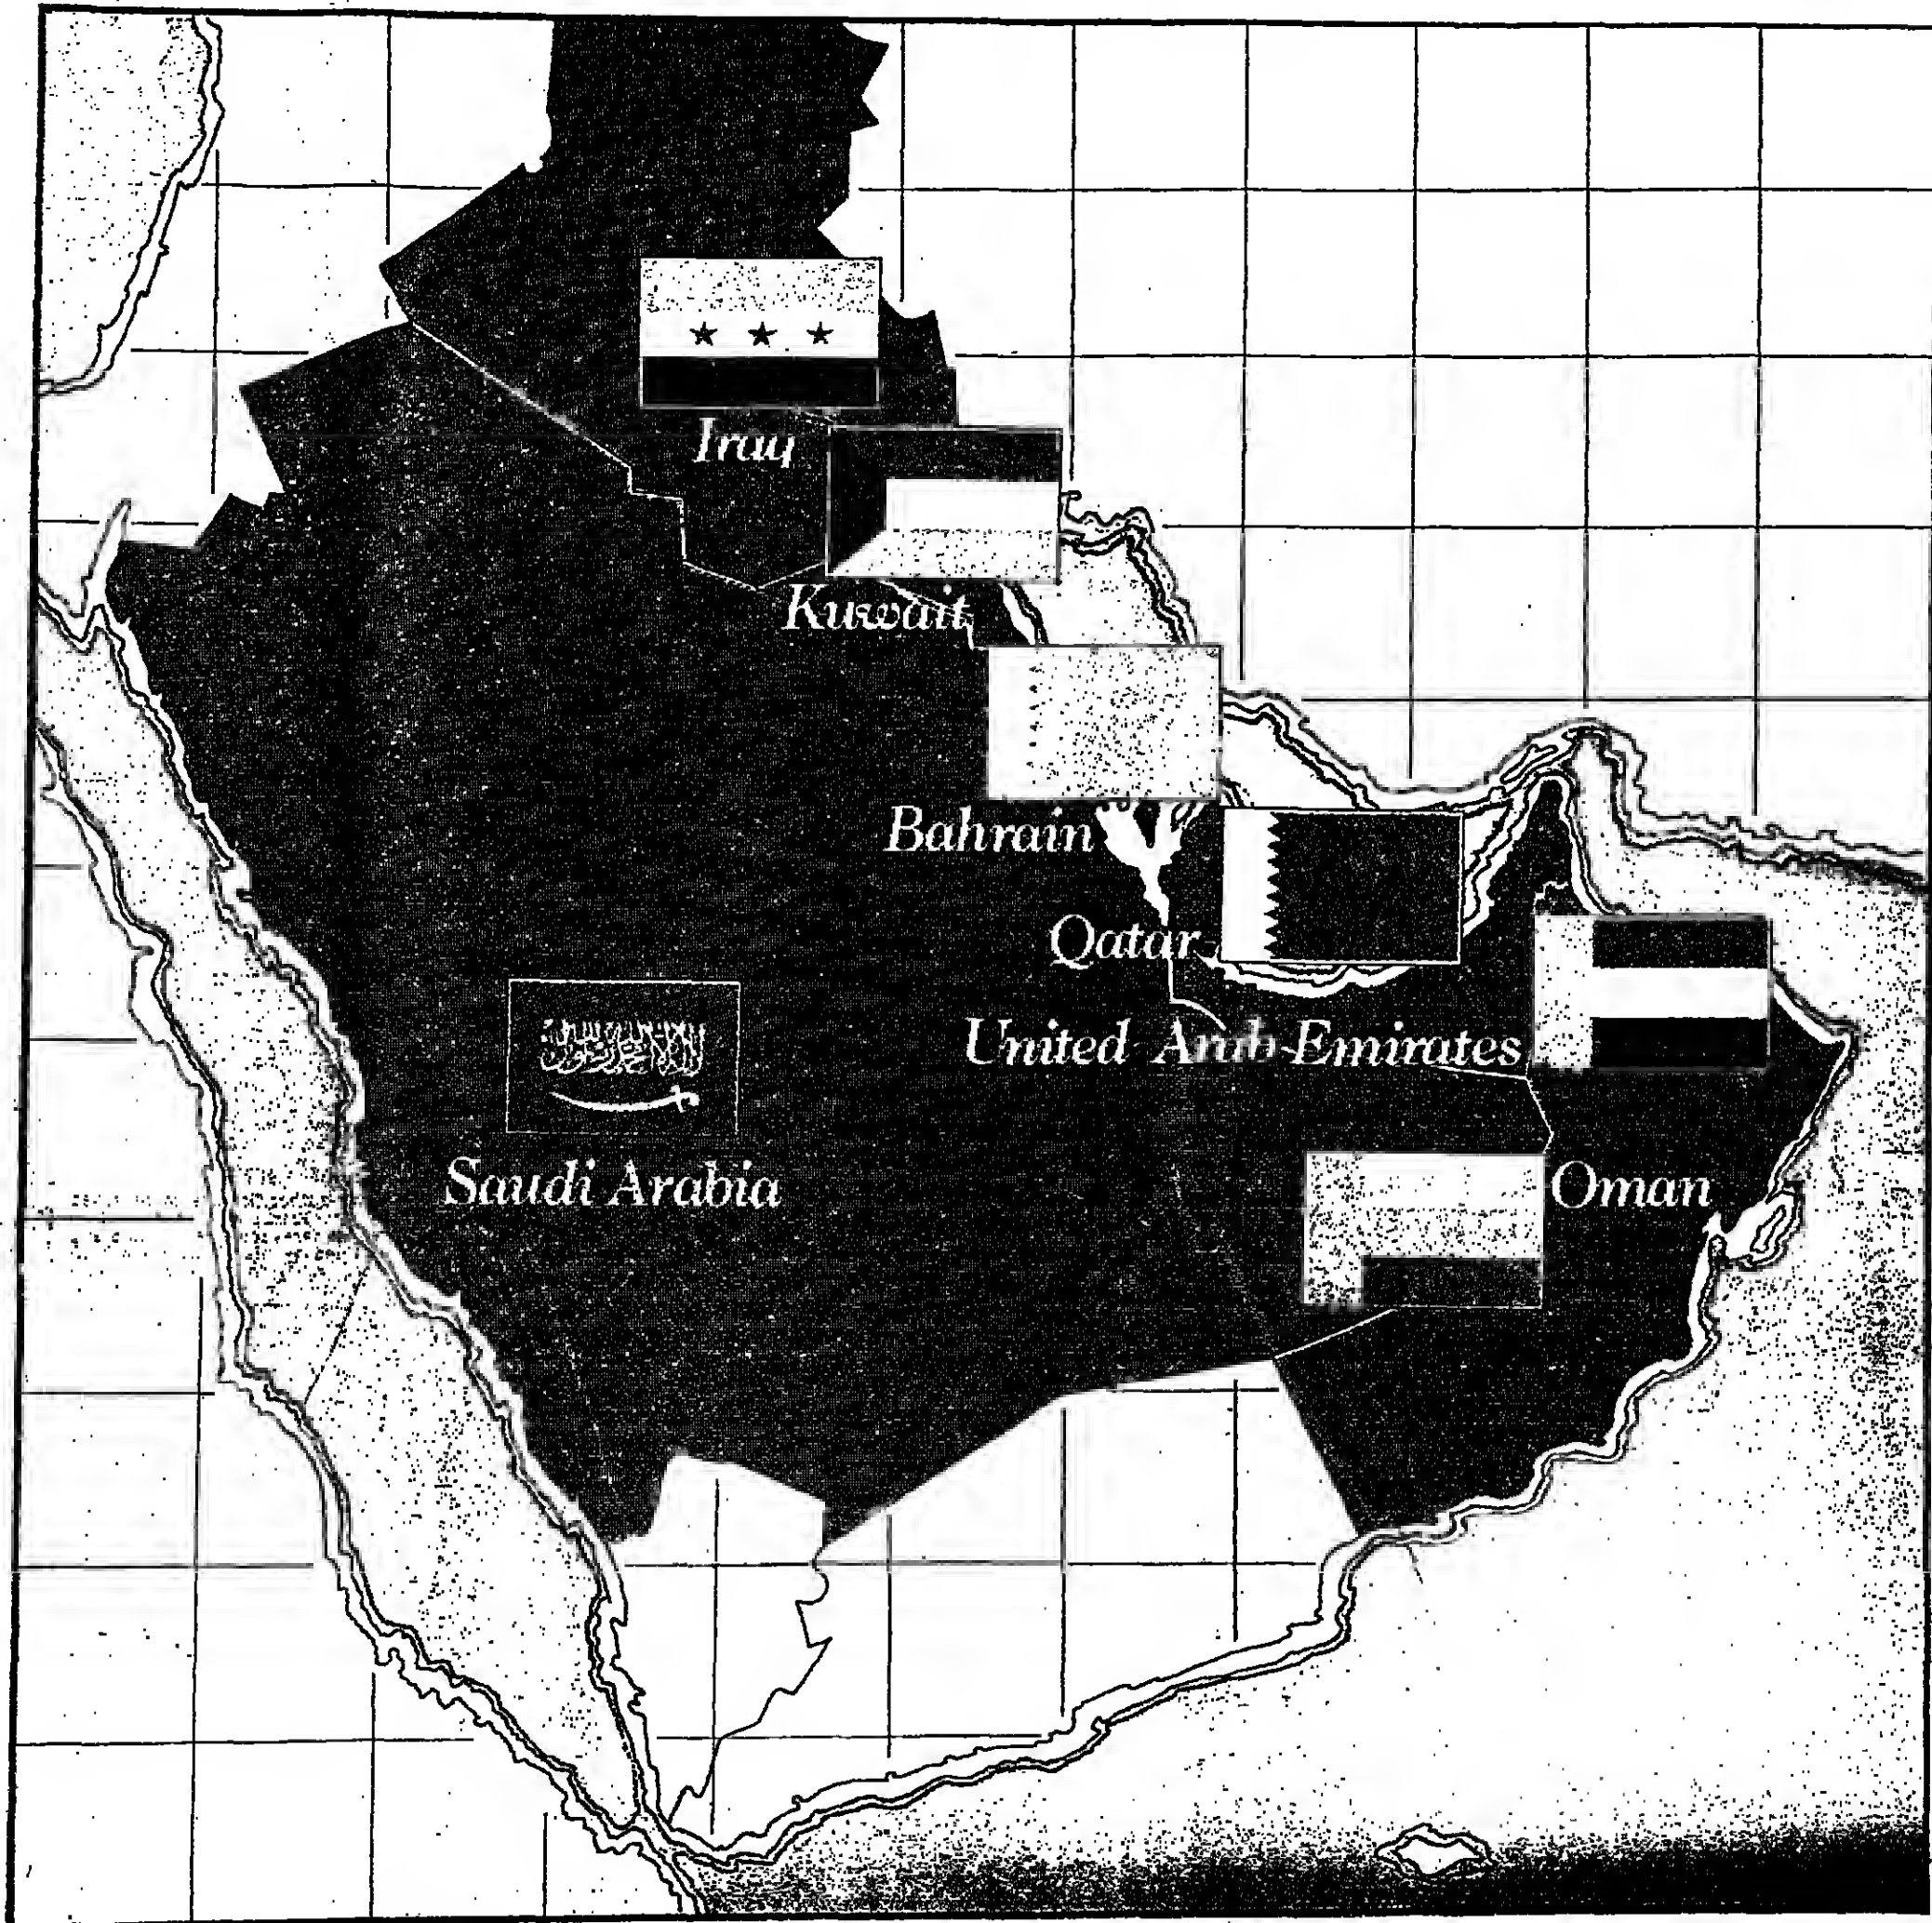 Iraq
Kuwait
Bahrain
Qatar
United Arab Emirates
Saudi Arabia
Oman